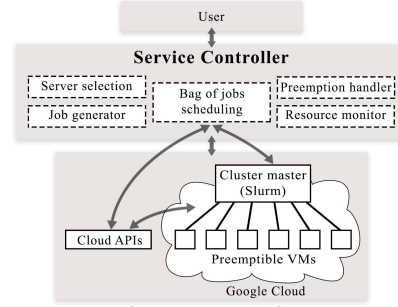 User
Service Controller
Server selection
Bag of jobs
scheduling
Preemption handler
Job generator
Resource monitor
Cluster master
(Slurm)
Cloud APIs
Preemptible VMs
Google Cloud